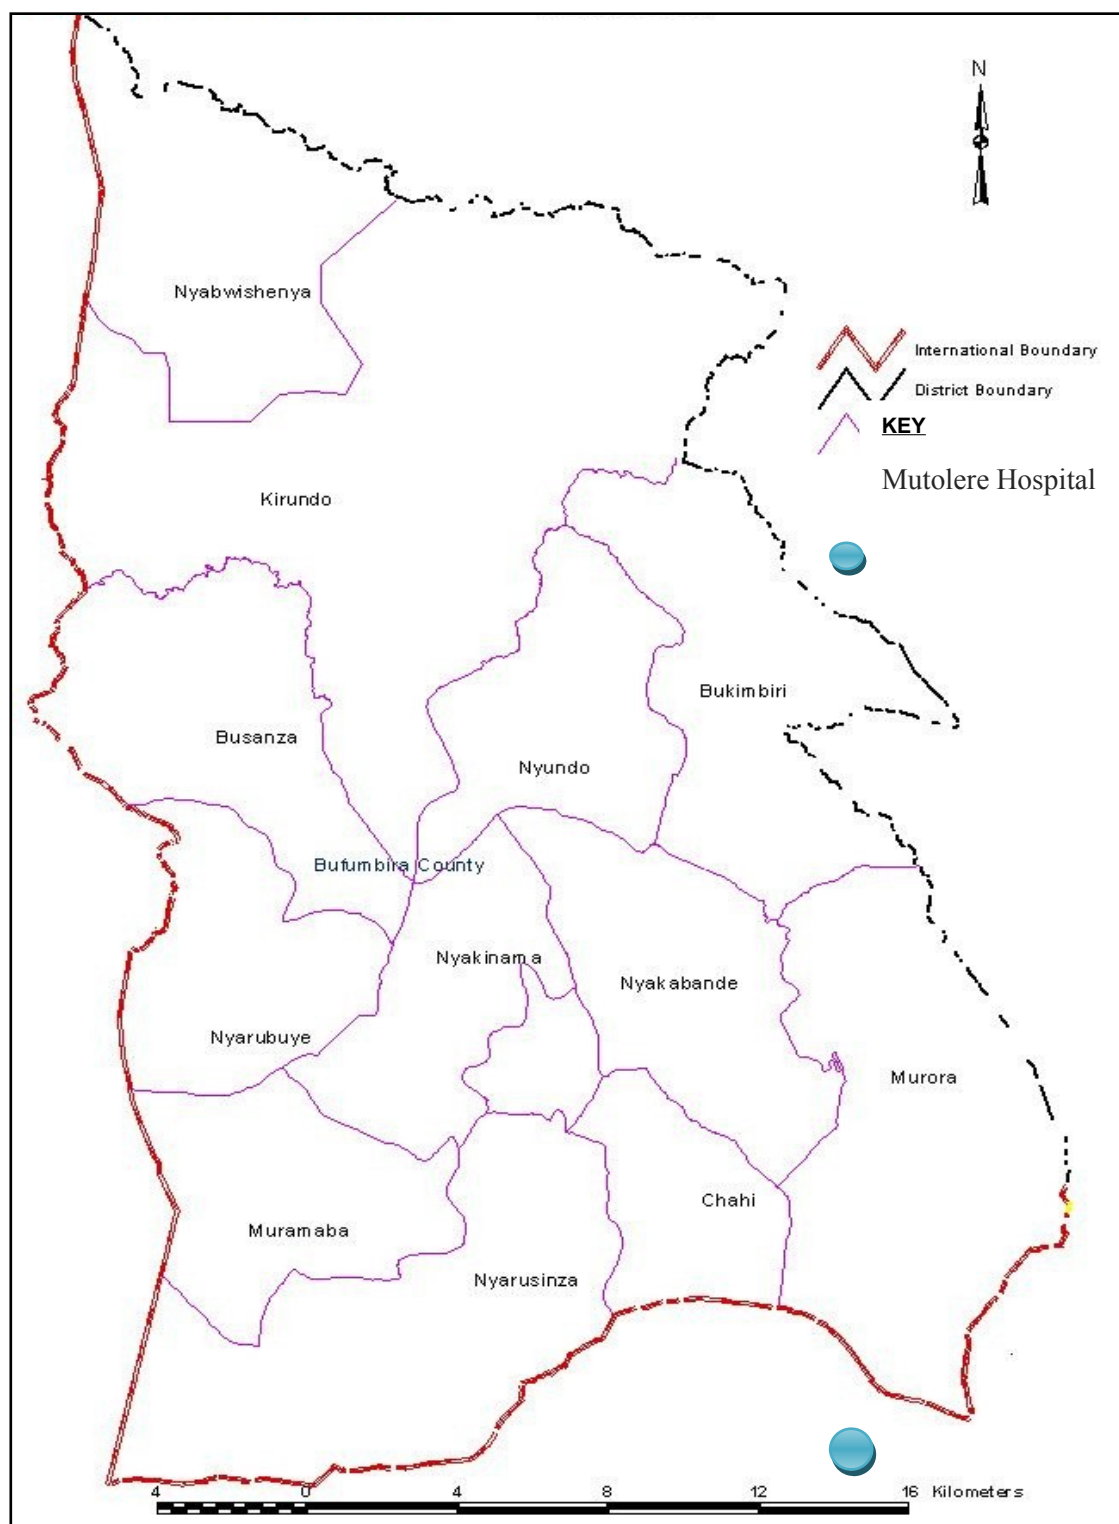 N
Nyabwishenya
International Boundary
District Boundary
KEY
Mutolere Hospital
Kirundo
Bukimbiri
Busanza
Nyundo
Bufumbira County
Nyakinama
Nyakabande
Nyarubuye
Murora
Chahi
Muramaba
Nyarusinza
4 0 4 8 12 16 Kilometers